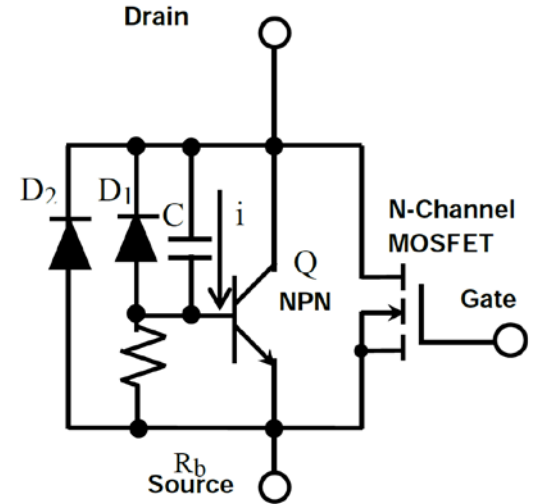 Drain
D2
D1
C
i
N-Channel
MOSFET
Q
NPN
Gate
Rb
Source